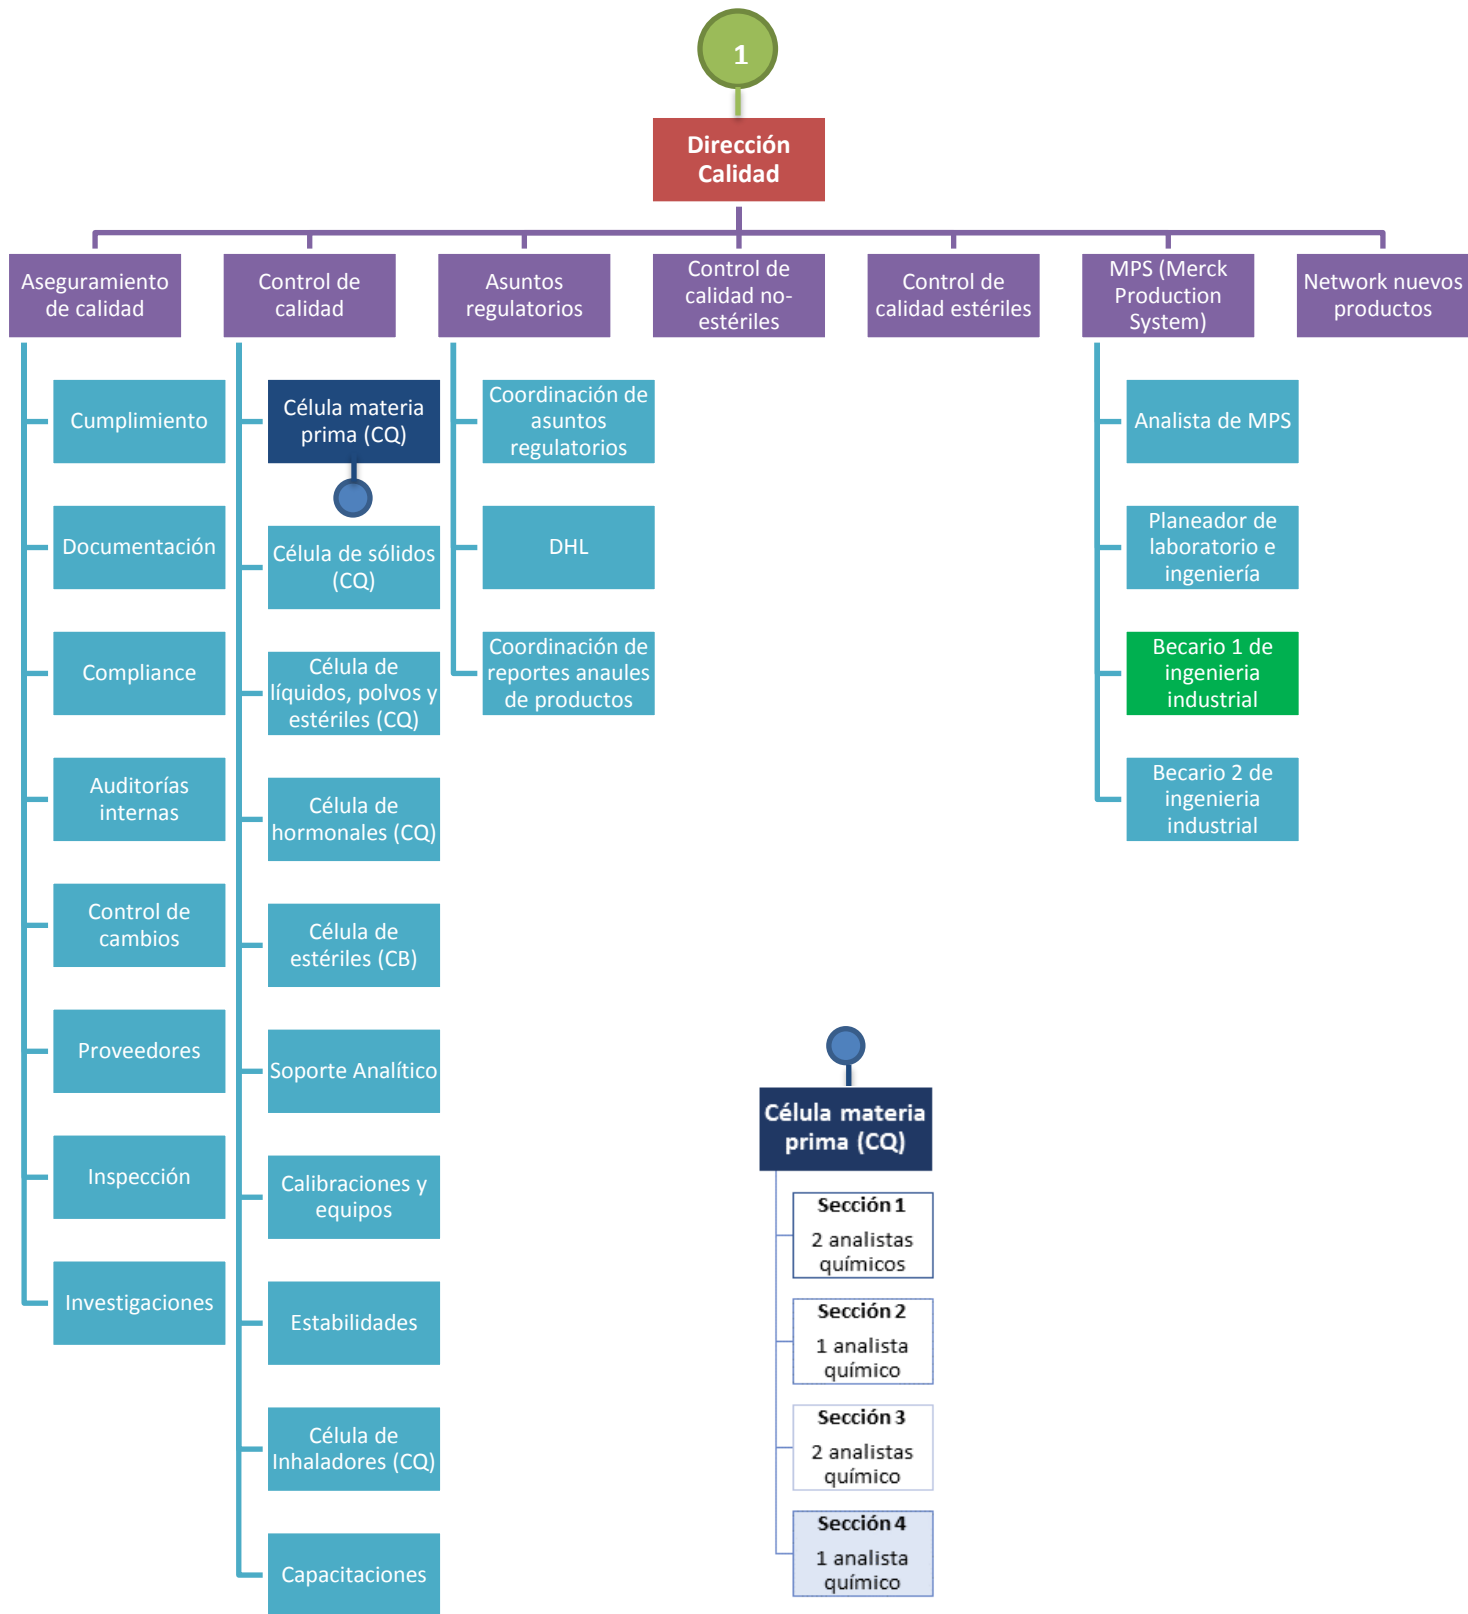 1
Dirección
Calidad
Aseguramiento
de calidad
Control de
calidad
Asuntos
regulatorios
Control de
calidad no-
estériles
Control de
calidad estériles
MPS (Merck
Production
System)
Network nuevos
productos
Cumplimiento
Documentación
Compliance
Auditorías
internas
Control de
cambios
Proveedores
Inspección
Investigaciones
Célula materia
prima (CQ)
Célula de sólidos
(CQ)
Célula de
líquidos, polvos y
estériles (CQ)
Célula de
hormonales (CQ)
Célula de
estériles (CB)
Soporte Analítico
Calibraciones y
equipos
Estabilidades
Célula de
Inhaladores (CQ)
Capacitaciones
Coordinación de
asuntos
regulatorios
DHL
Coordinación de
reportes anaules
de productos
Analista de MPS
Planeador de
laboratorio e
ingeniería
Becario 1 de
ingenieria
industrial
Becario 2 de
ingenieria
industrial
Célula materia
prima (CQ)
Sección 1
2 analistas
químicos
Sección 2
1 analista
químico
Sección 3
2 analistas
químico
Sección 4
1 analista
químico